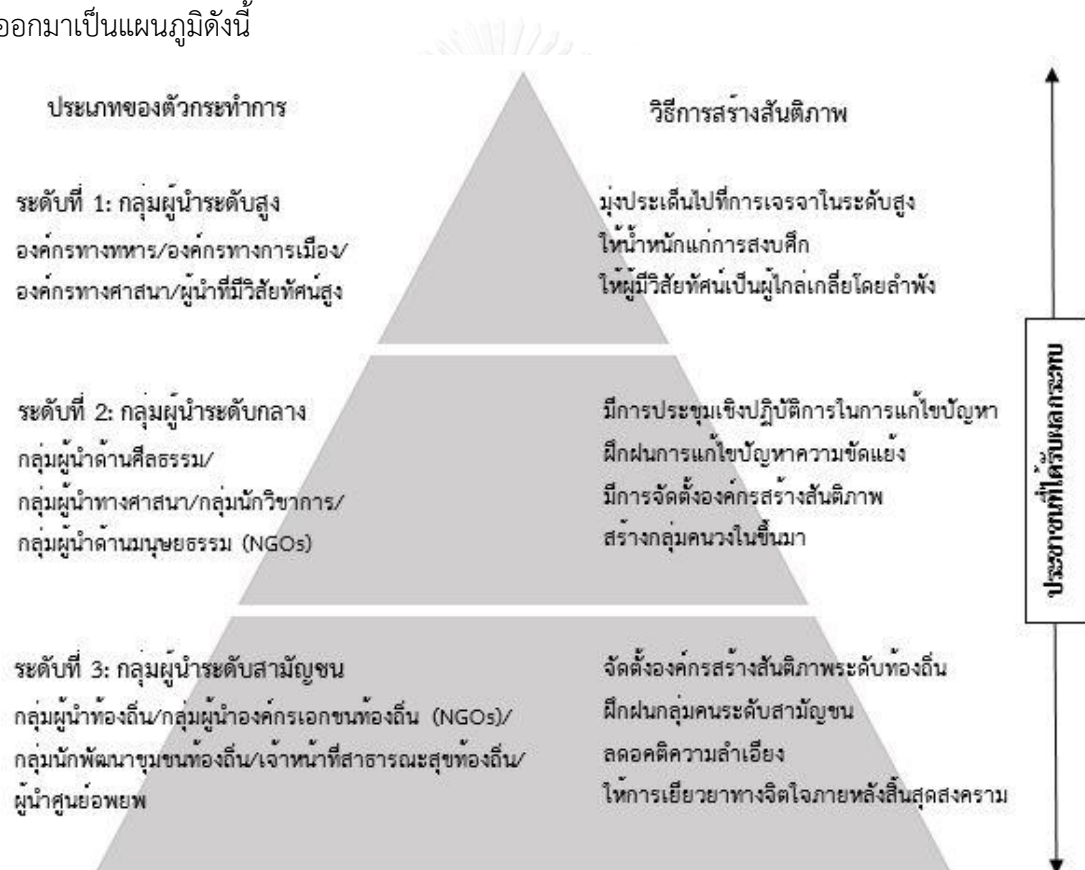 ออกมาเป็นแผนภูมิดังนี้
ประเภทของตัวกระทำการ
วิธีการสร้างสันติภาพ
ระดับที่ 1: กลุ่มผู้นำระดับสูง
องค์กรทางทหาร/องค์กรทางการเมือง/
องค์กรทางศาสนา/ผู้นำที่มีวิสัยทัศน์สูง
มุ่งประเด็นไปที่การเจรจาในระดับสูง
ให้น้ำหนักแก่การสงบศึก
ให้ผู้มีวิสัยทัศน์เป็นผู้ไกล่เกลี่ยโดยลำพัง
ระดับที่ 2: กลุ่มผู้นำระดับกลาง
กลุ่มผู้นำด้านศีลธรรม/
กลุ่มผู้นำทางศาสนา/กลุ่มนักวิชาการ/
กลุ่มผู้นำด้านมนุษยธรรม (NGOs)
มีการประชุมเชิงปฏิบัติการในการแก้ไขปัญหา
ฝึกฝนการแก้ไขปัญหาความขัดแย้ง
มีการจัดตั้งองค์กรสร้างสันติภาพ
สร้างกลุ่มคนวงในขึ้นมา
ระดับที่ 3: กลุ่มผู้นำระดับสามัญชน
กลุ่มผู้นำท้องถิ่น/กลุ่มผู้นำองค์กรเอกชนท้องถิ่น (NGOs)/
กลุ่มนักพัฒนาชุมชนท้องถิ่น/เจ้าหน้าที่สาธารณะสุขท้องถิ่น/
ผู้นำศูนย์อพยพ
จัดตั้งองค์กรสร้างสันติภาพระดับท้องถิ่น
ฝึกฝนกลุ่มคนระดับสามัญชน
ลดอคติความลำเอียง
ให้การเยียวยาทางจิตใจภายหลังสิ้นสุดสงคราม
ประชาชนที่ได้รับผลกระทบ